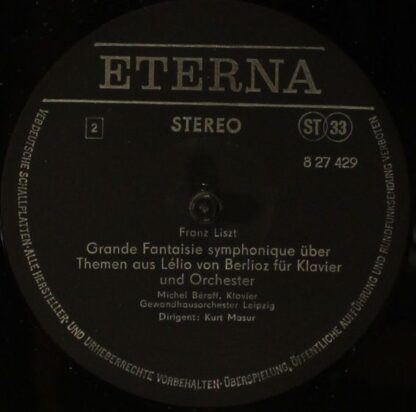 ETERNA
2
STEREO
ST 33
8 27 429
Franz Liszt
Grande Fantaisie symphonique über
Themen aus Lélio von Berlioz für Klavier
und Orchester
Michel Béroff, Klavier
Gewandhausorchester Leipzig
Dirigent: Kurt Masur
VEB DEUTSCHE SCHALLPLATTEN·ALLE HERSTELLER- UND URHEBERRECHTE VORBEHALTEN·ÜBERSPIELUNG, ÖFFENTLICHE AUFFÜHRUNG UND RUNDFUNKSENDUNG VERBOTEN